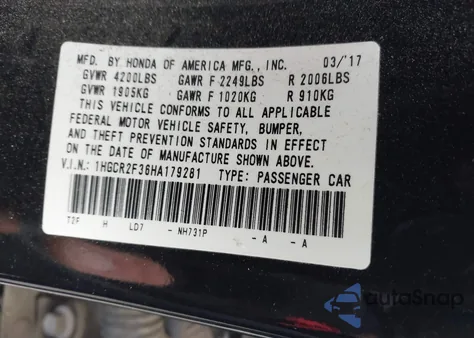 MFD. BY HONDA OF AMERICA MFG., INC. 03/'17
GVWR 4200LBS GAWR F 2249LBS R 2006LBS
GVWR 1905KG GAWR F 1020KG R 910KG
THIS VEHICLE CONFORMS TO ALL APPLICABLE
FEDERAL MOTOR VEHICLE SAFETY, BUMPER,
AND THEFT PREVENTION STANDARDS IN EFFECT
ON THE DATE OF MANUFACTURE SHOWN ABOVE.
V.I.N.: 1HGCR2F36HA179281 TYPE: PASSENGER CAR
T2F H LD7 - NH731P - A - A
autoSnap